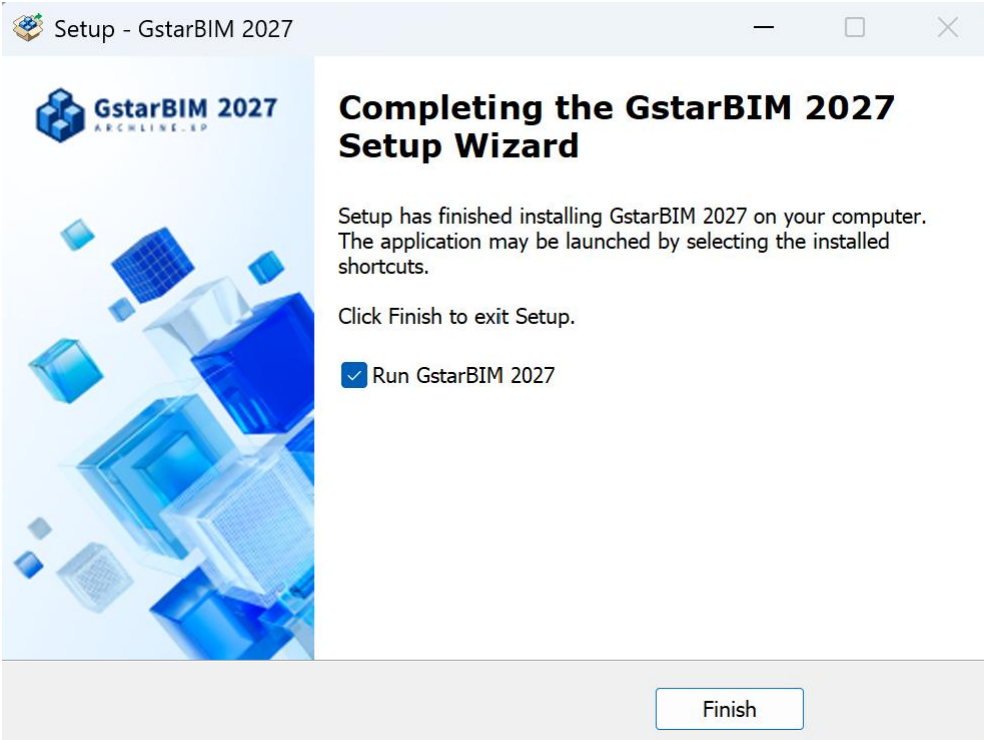 Setup - GstarBIM 2027
GstarBIM 2027
ARCHLINE.XP
Completing the GstarBIM 2027
Setup Wizard
Setup has finished installing GstarBIM 2027 on your computer.
The application may be launched by selecting the installed
shortcuts.
Click Finish to exit Setup.
Run GstarBIM 2027
Finish